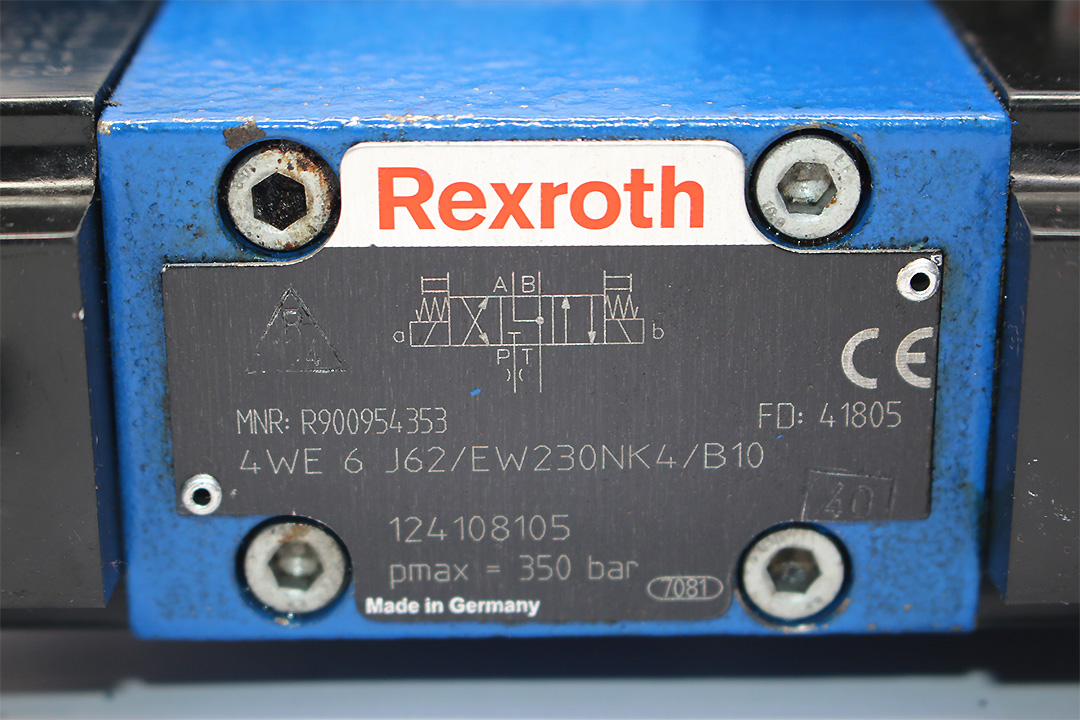 Rexroth
A B
a b
P T
CE
MNR: R900954353
FD: 41805
4WE 6 J62/EW230NK4/B10
40
124108105
pmax = 350 bar
7081
Made in Germany